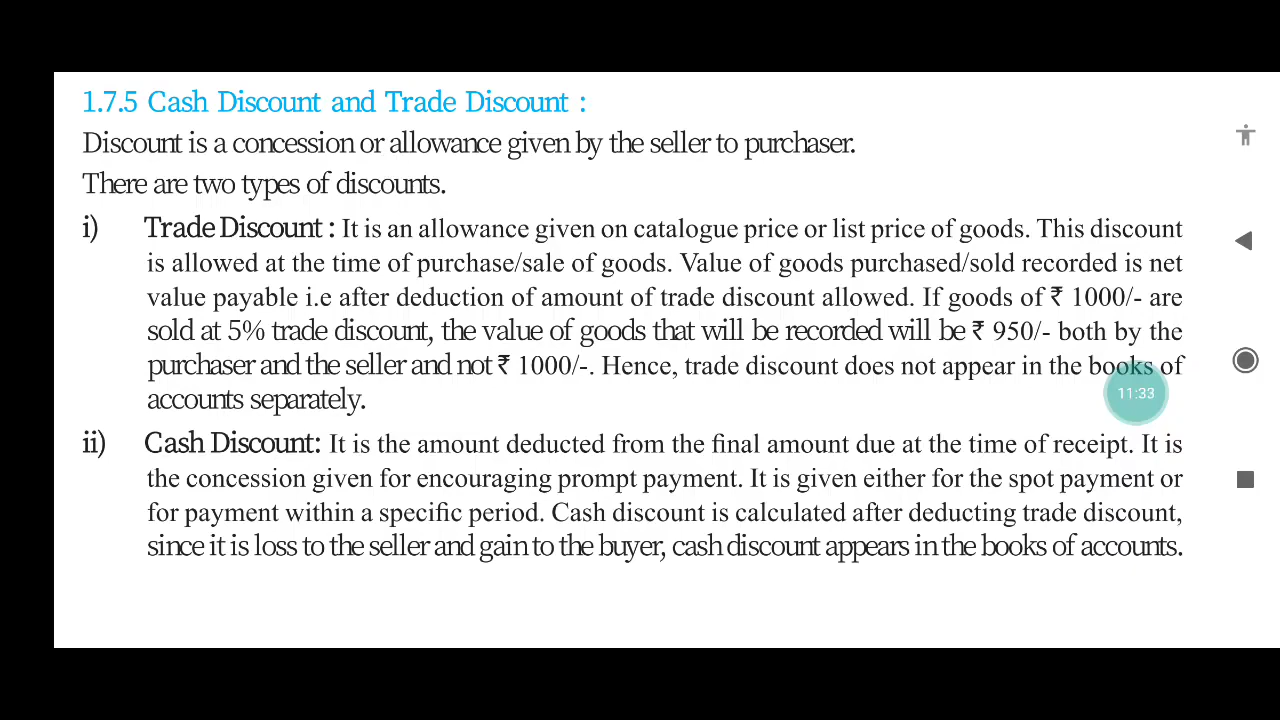 1.7.5 Cash Discount and Trade Discount :
Discount is a concession or allowance given by the seller to purchaser.
There are two types of discounts.
i) Trade Discount : It is an allowance given on catalogue price or list price of goods. This discount
is allowed at the time of purchase/sale of goods. Value of goods purchased/sold recorded is net
value payable i.e after deduction of amount of trade discount allowed. If goods of ₹ 1000/- are
sold at 5% trade discount, the value of goods that will be recorded will be ₹ 950/- both by the
purchaser and the seller and not ₹ 1000/-. Hence, trade discount does not appear in the books of
accounts separately.
11:33
ii) Cash Discount: It is the amount deducted from the final amount due at the time of receipt. It is
the concession given for encouraging prompt payment. It is given either for the spot payment or
for payment within a specific period. Cash discount is calculated after deducting trade discount,
since it is loss to the seller and gain to the buyer, cash discount appears in the books of accounts.